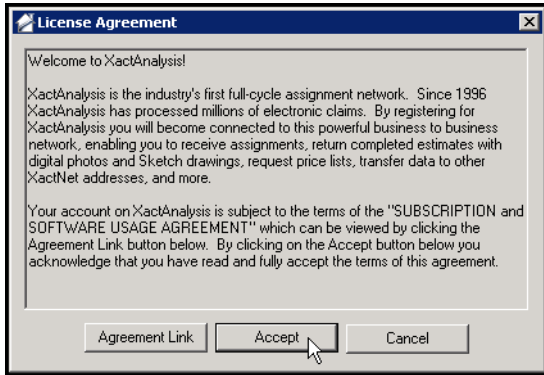 License Agreement
Welcome to XactAnalysis!
XactAnalysis is the industry's first full-cycle assignment network. Since 1996
XactAnalysis has processed millions of electronic claims. By registering for
XactAnalysis you will become connected to this powerful business to business
network, enabling you to receive assignments, return completed estimates with
digital photos and Sketch drawings, request price lists, transfer data to other
XactNet addresses, and more.
Your account on XactAnalysis is subject to the terms of the "SUBSCRIPTION and
SOFTWARE USAGE AGREEMENT" which can be viewed by clicking the
Agreement Link button below. By clicking on the Accept button below you
acknowledge that you have read and fully accept the terms of this agreement.
Agreement Link Accept Cancel